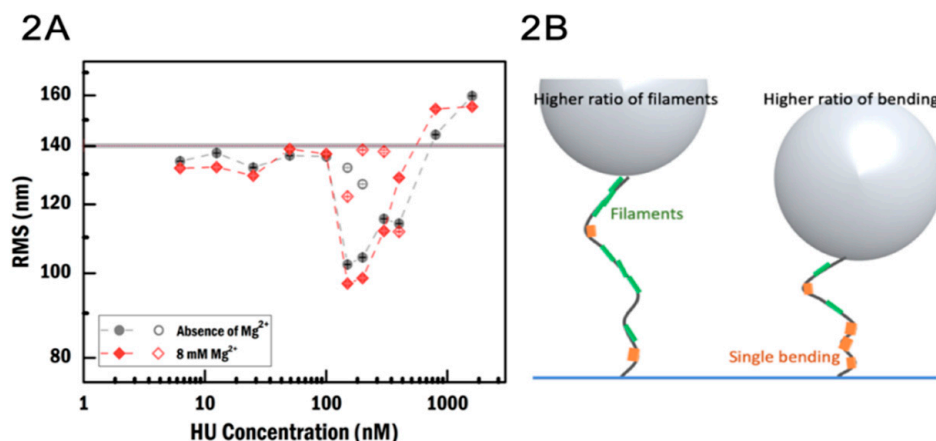 2A
160
140
120
100
80
RMS (nm)
Absence of Mg²⁺
8 mM Mg²⁺
1 10 100 1000
HU Concentration (nM)
2B
Higher ratio of filaments
Higher ratio of bending
Filaments
Single bending